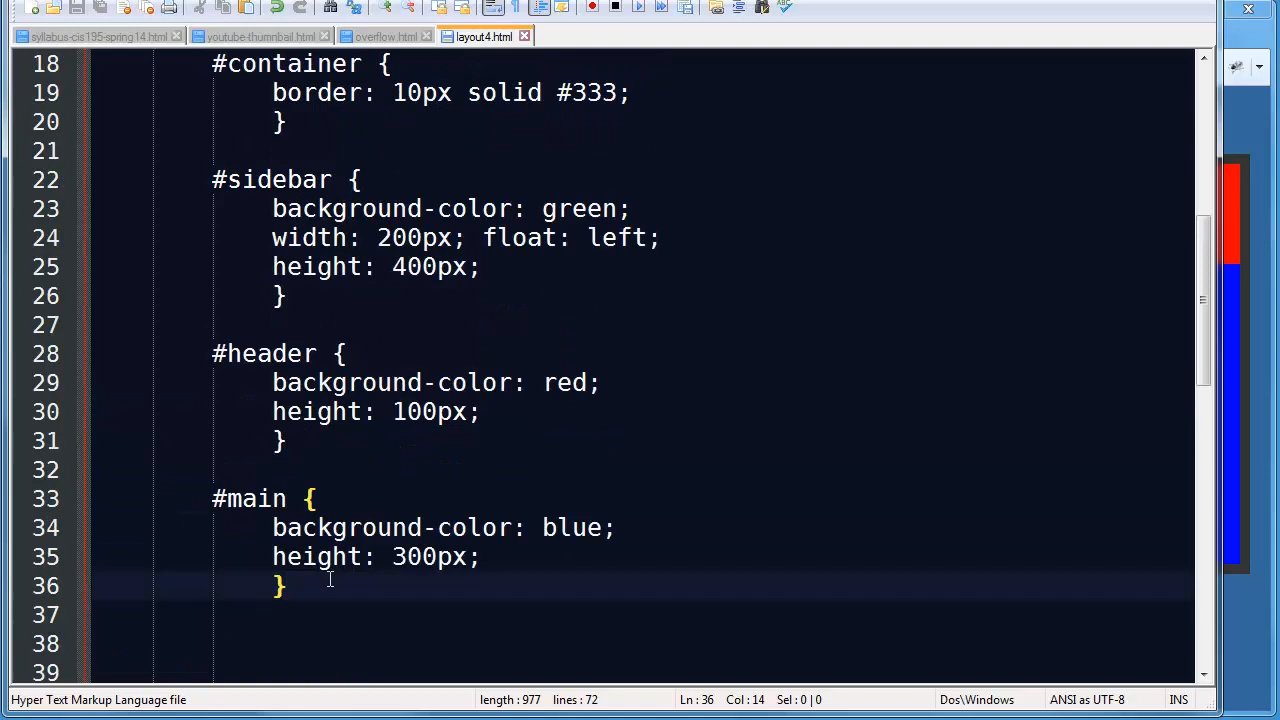 syllabus-cis195-spring14.html youtube-thumnbail.html overflow.html layout4.html
18 #container {
19 border: 10px solid #333;
20 }
21
22 #sidebar {
23 background-color: green;
24 width: 200px; float: left;
25 height: 400px;
26 }
27
28 #header {
29 background-color: red;
30 height: 100px;
31 }
32
33 #main {
34 background-color: blue;
35 height: 300px;
36 }
37
38
39
Hyper Text Markup Language file length : 977 lines : 72 Ln : 36 Col : 14 Sel : 0 | 0 Dos\Windows ANSI as UTF-8 INS